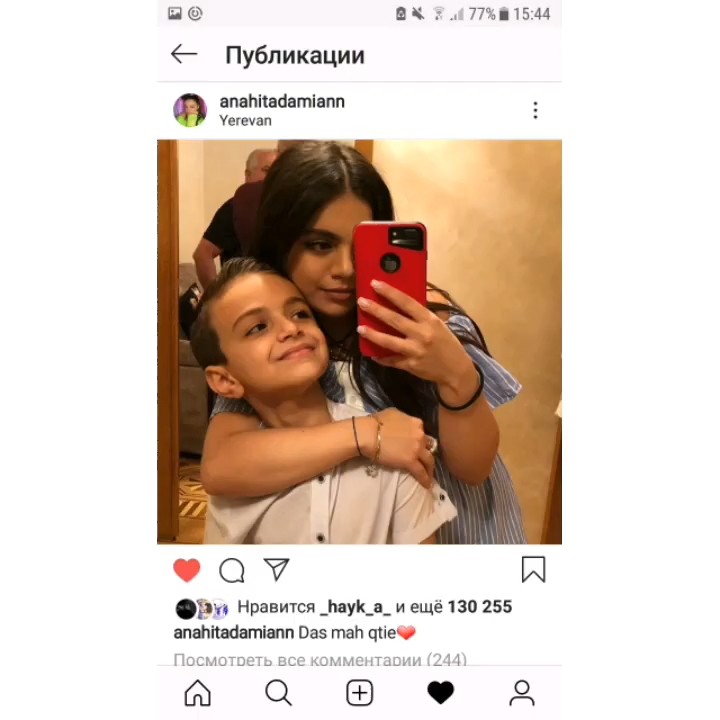 77% 15:44
Публикации
anahitadamiann
Yerevan
Нравится _hayk_a_ и ещё 130 255
anahitadamiann Das mah qtie❤
Посмотреть все комментарии (244)